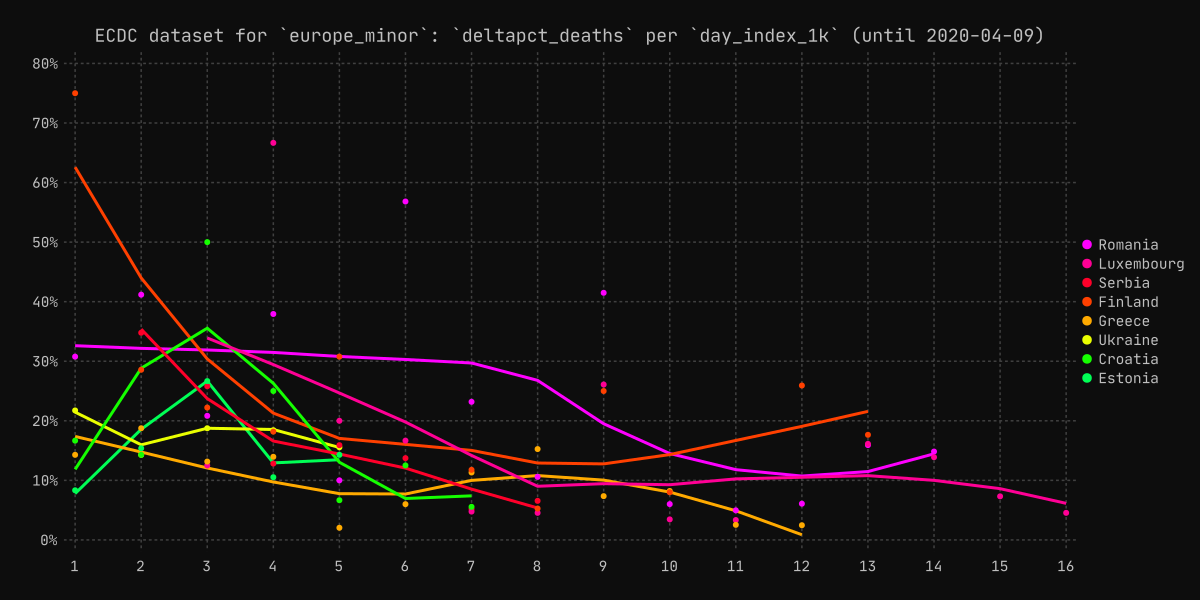 ECDC dataset for `europe_minor`: `deltapct_deaths` per `day_index_1k` (until 2020-04-09)
80%
70%
60%
50%
40%
30%
20%
10%
0%
1 2 3 4 5 6 7 8 9 10 11 12 13 14 15 16
Romania
Luxembourg
Serbia
Finland
Greece
Ukraine
Croatia
Estonia